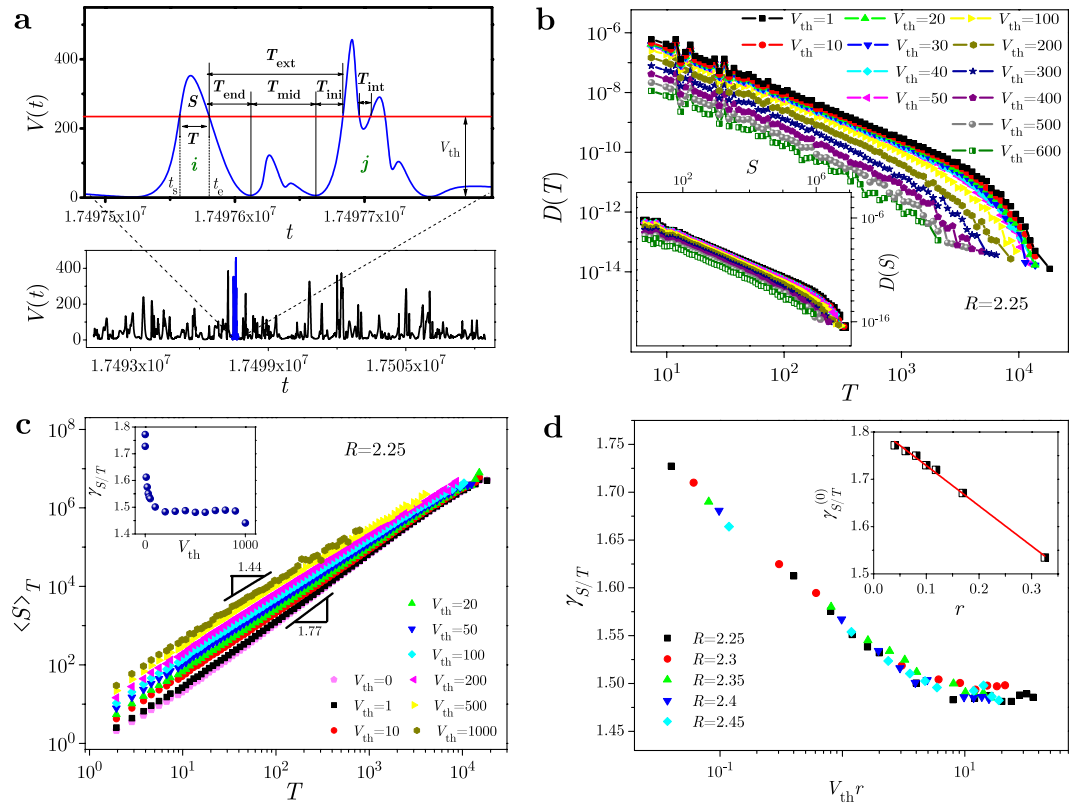 a
V(t)
400
200
0
T_ext
T_end
T_mid
T_ini
T_int
S
T
i
j
t_s
t_e
V_th
1.74975x10^7
1.74976x10^7
1.74977x10^7
t
V(t)
400
200
0
1.7493x10^7
1.7499x10^7
1.7505x10^7
t
b
D(T)
10^-6
10^-8
10^-10
10^-12
10^-14
V_th=1
V_th=20
V_th=100
V_th=10
V_th=30
V_th=200
V_th=40
V_th=300
V_th=50
V_th=400
V_th=500
V_th=600
S
10^2
10^6
10^-6
10^-16
D(S)
R=2.25
10^1
10^2
10^3
10^4
T
c
<S>_T
10^8
10^6
10^4
10^2
10^0
R=2.25
γ_S/T
1.8
1.7
1.6
1.5
1.4
0
1000
V_th
1.44
1.77
V_th=20
V_th=50
V_th=100
V_th=0
V_th=200
V_th=1
V_th=500
V_th=10
V_th=1000
10^0
10^1
10^2
10^3
10^4
T
d
γ_S/T
1.75
1.70
1.65
1.60
1.55
1.50
1.45
γ_S/T^(0)
1.8
1.7
1.6
1.5
0.0
0.1
0.2
0.3
r
R=2.25
R=2.3
R=2.35
R=2.4
R=2.45
10^-1
10^0
10^1
V_th r